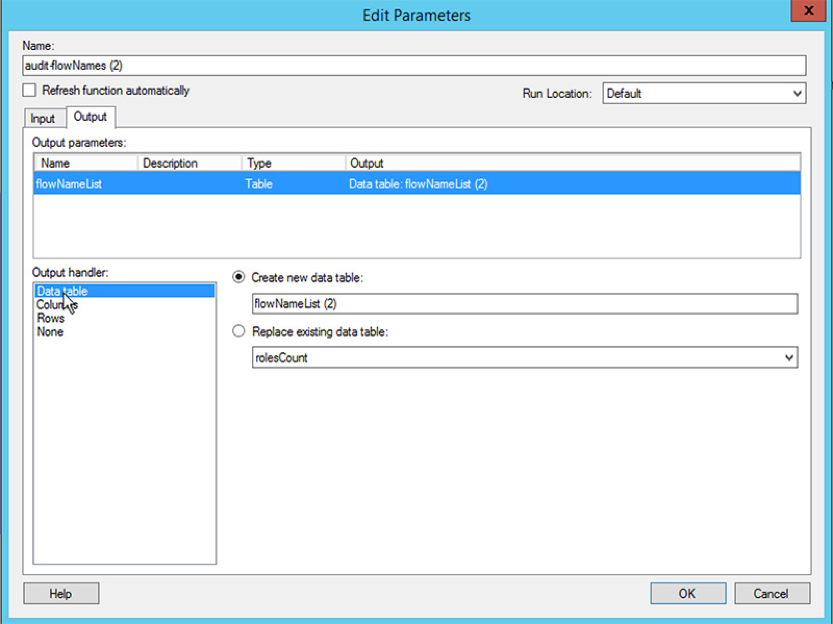 Edit Parameters
x
Name:
audit-flowNames (2)
Refresh function automatically
Run Location: Default
Input Output
Output parameters:
Name Description Type Output
flowNameList Table Data table: flowNameList (2)
Output handler:
Data table
Columns
Rows
None
Create new data table:
flowNameList (2)
Replace existing data table:
rolesCount
Help OK Cancel